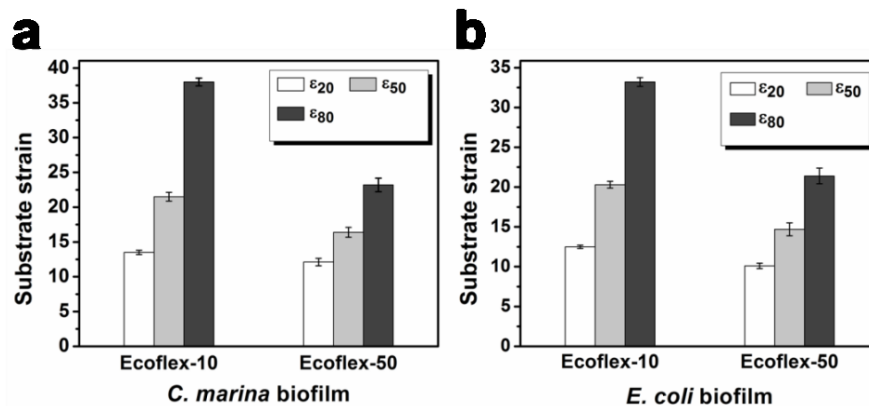 a
Substrate strain
40
35
30
25
20
15
10
5
0
ε20 ε50
ε80
Ecoflex-10 Ecoflex-50
C. marina biofilm
b
Substrate strain
35
30
25
20
15
10
5
0
ε20 ε50
ε80
Ecoflex-10 Ecoflex-50
E. coli biofilm